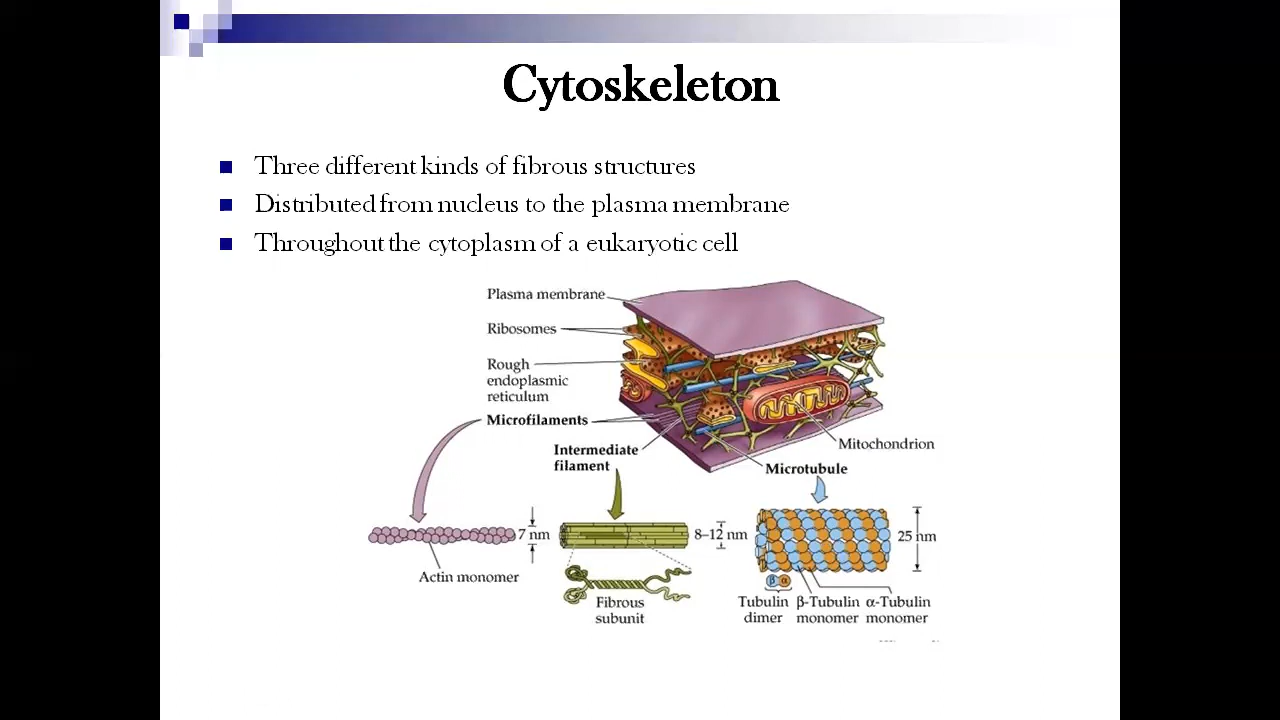 Cytoskeleton
Three different kinds of fibrous structures
Distributed from nucleus to the plasma membrane
Throughout the cytoplasm of a eukaryotic cell
Plasma membrane
Ribosomes
Rough
endoplasmic
reticulum
Microfilaments
Intermediate
filament
Mitochondrion
Microtubule
7 nm
8–12 nm
25 nm
Actin monomer
β α
Fibrous
subunit
Tubulin
dimer
β-Tubulin
monomer
α-Tubulin
monomer